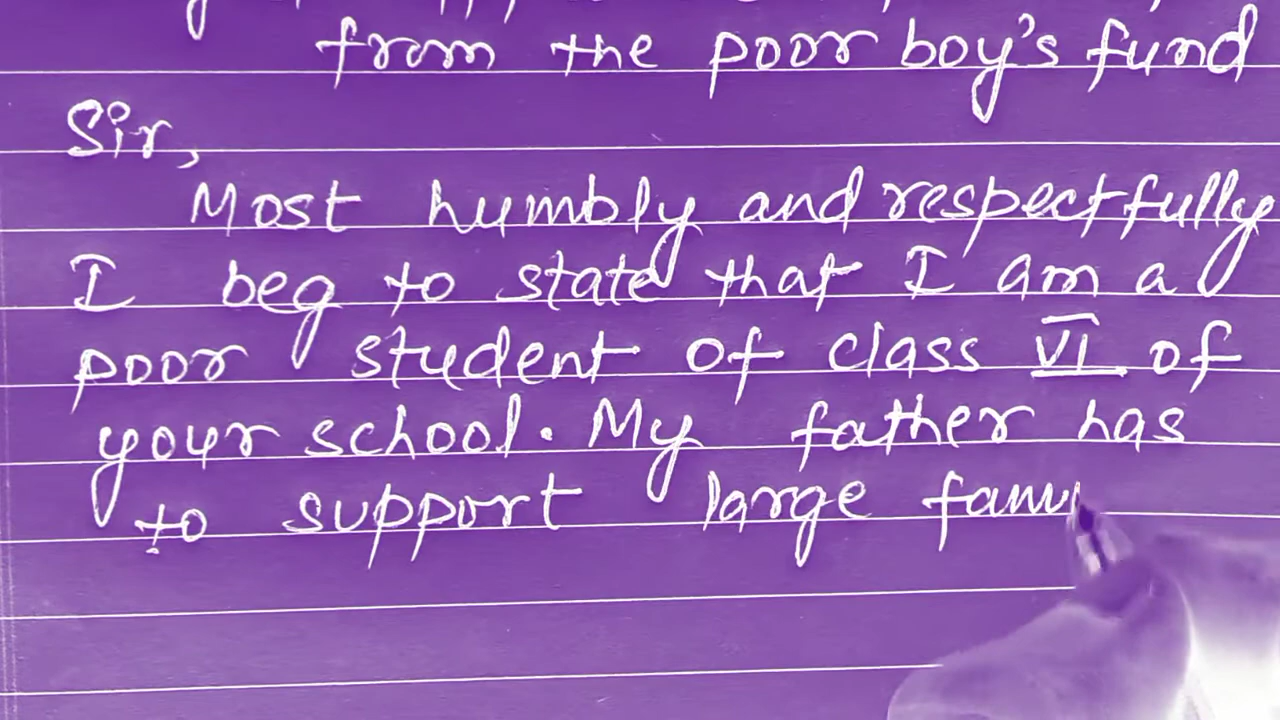 from the poor boy's fund
Sir,
Most humbly and respectfully
I beg to state that I am a
poor student of class VI of
your school. My father has
to support large